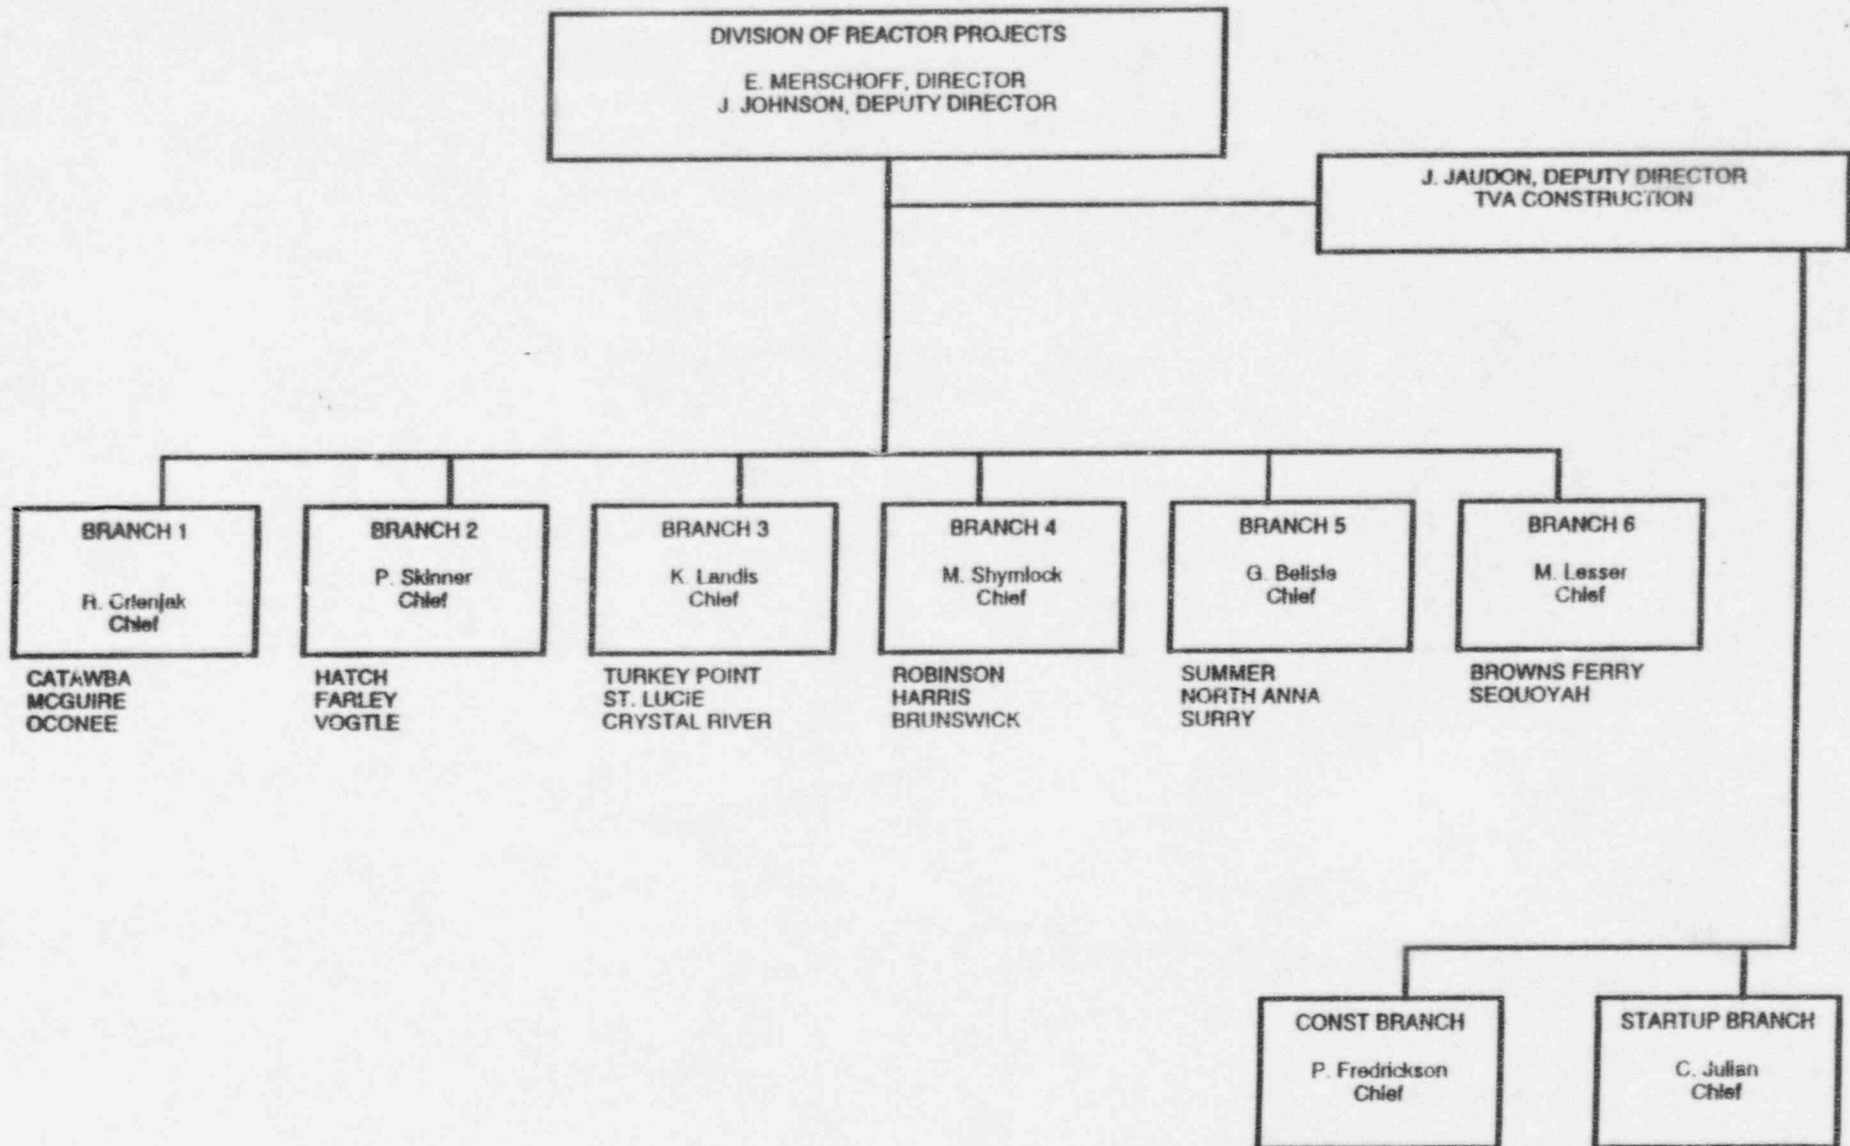 DIVISION OF REACTOR PROJECTS
E. MERSCHOFF, DIRECTOR
J. JOHNSON, DEPUTY DIRECTOR
J. JAUDON, DEPUTY DIRECTOR
TVA CONSTRUCTION
BRANCH 1
R. Crlenjak
Chief
CATAWBA
MCGUIRE
OCONEE
BRANCH 2
P. Skinner
Chief
HATCH
FARLEY
VOGTLE
BRANCH 3
K. Landis
Chief
TURKEY POINT
ST. LUCIE
CRYSTAL RIVER
BRANCH 4
M. Shymlock
Chief
ROBINSON
HARRIS
BRUNSWICK
BRANCH 5
G. Belisle
Chief
SUMMER
NORTH ANNA
SURRY
BRANCH 6
M. Lesser
Chief
BROWNS FERRY
SEQUOYAH
CONST BRANCH
P. Fredrickson
Chief
STARTUP BRANCH
C. Julian
Chief